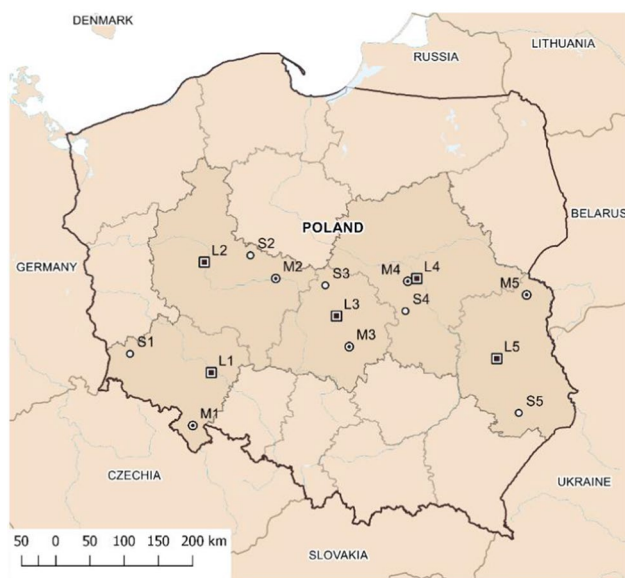 DENMARK
LITHUANIA
RUSSIA
POLAND
BELARUS
GERMANY
S2
L2
M2
S3
M4
L4
M5
L3
S4
S1
M3
L1
L5
M1
S5
CZECHIA
UKRAINE
50 0 50 100 150 200 km
SLOVAKIA